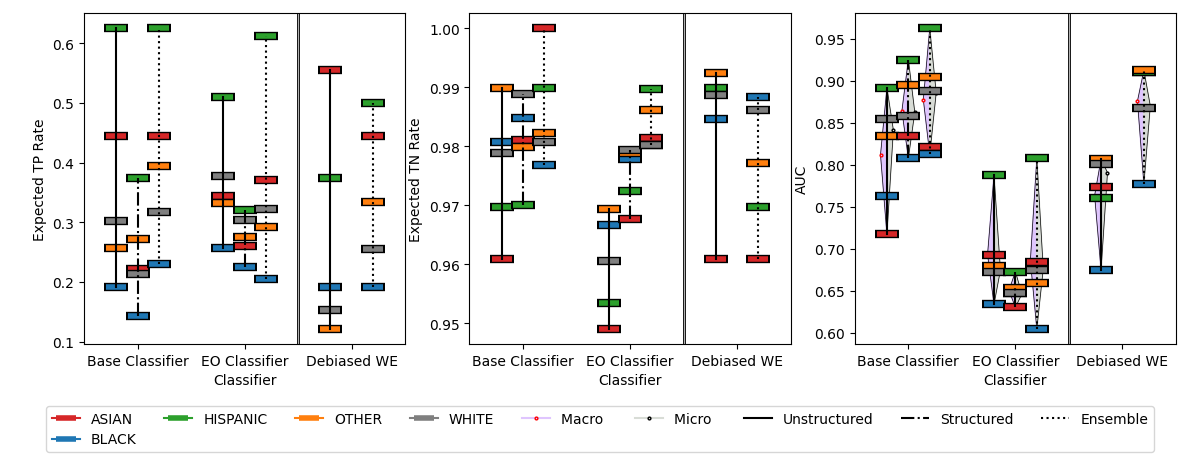 Expected TP Rate
0.6
0.5
0.4
0.3
0.2
0.1
Base Classifier
EO Classifier
Debiased WE
Classifier
Expected TN Rate
1.00
0.99
0.98
0.97
0.96
0.95
Base Classifier
EO Classifier
Debiased WE
Classifier
AUC
0.95
0.90
0.85
0.80
0.75
0.70
0.65
0.60
Base Classifier
EO Classifier
Debiased WE
Classifier
ASIAN
BLACK
HISPANIC
OTHER
WHITE
Macro
Micro
Unstructured
Structured
Ensemble